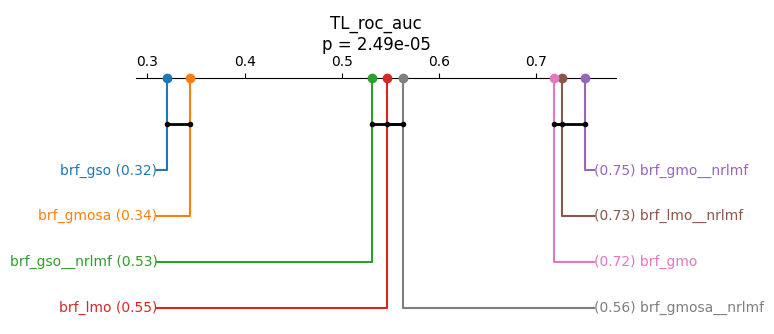 TL_roc_auc
p = 2.49e-05
0.3 0.4 0.5 0.6 0.7
brf_gso (0.32)
(0.75) brf_gmo__nrlmf
brf_gmosa (0.34)
(0.73) brf_lmo__nrlmf
brf_gso__nrlmf (0.53)
(0.72) brf_gmo
brf_lmo (0.55)
(0.56) brf_gmosa__nrlmf